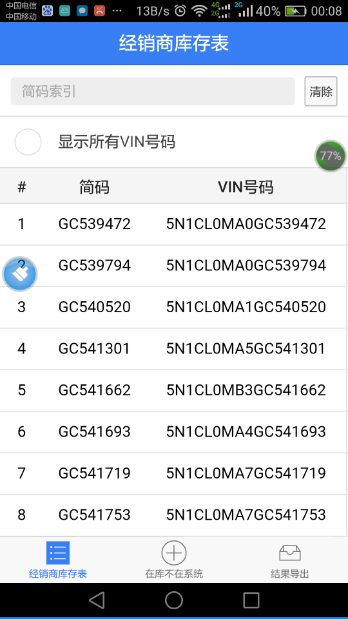 中国电信
中国移动
13B/s 4G 2G 2G 40% 00:08
经销商库存表
简码索引 清除
显示所有VIN号码
77%
# 简码 VIN号码
1 GC539472 5N1CL0MA0GC539472
2 GC539794 5N1CL0MA0GC539794
3 GC540520 5N1CL0MA1GC540520
4 GC541301 5N1CL0MA5GC541301
5 GC541662 5N1CL0MB3GC541662
6 GC541693 5N1CL0MA4GC541693
7 GC541719 5N1CL0MA7GC541719
8 GC541753 5N1CL0MA7GC541753
经销商库存表 在库不在系统 结果导出